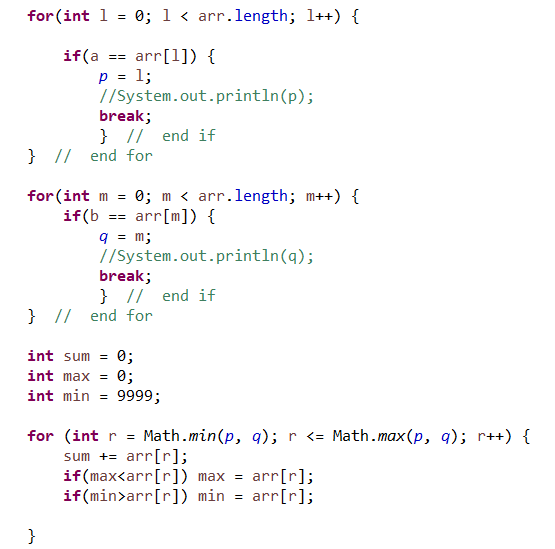 for(int l = 0; l < arr.length; l++) {
if(a == arr[l]) {
p = l;
//System.out.println(p);
break;
} //  end if
} //  end for
for(int m = 0; m < arr.length; m++) {
if(b == arr[m]) {
q = m;
//System.out.println(q);
break;
} //  end if
} //  end for
int sum = 0;
int max = 0;
int min = 9999;
for (int r = Math.min(p, q); r <= Math.max(p, q); r++) {
sum += arr[r];
if(max<arr[r]) max = arr[r];
if(min>arr[r]) min = arr[r];
}